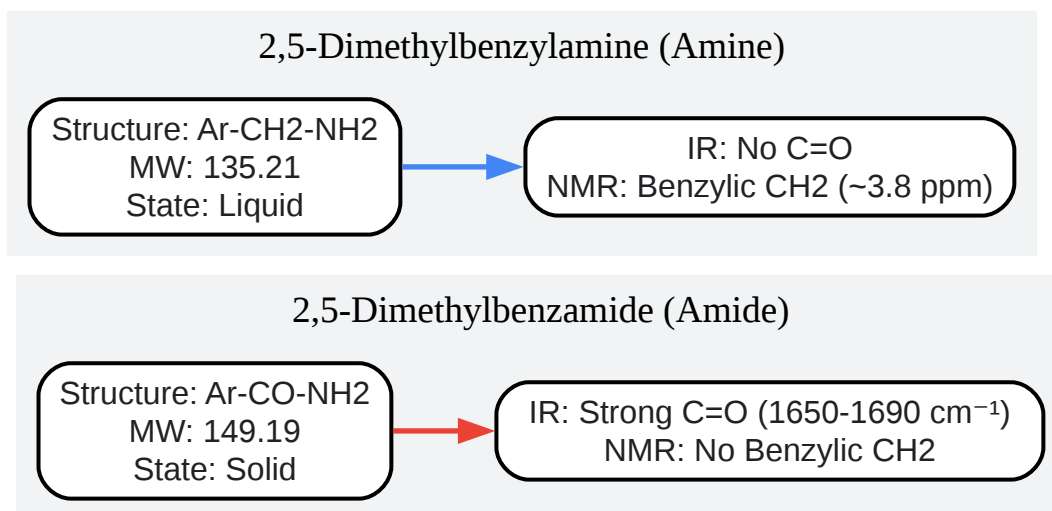 2,5-Dimethylbenzylamine (Amine)
Structure: Ar-CH2-NH2
MW: 135.21
State: Liquid
IR: No C=O
NMR: Benzylic CH2 (~3.8 ppm)
2,5-Dimethylbenzamide (Amide)
Structure: Ar-CO-NH2
MW: 149.19
State: Solid
IR: Strong C=O (1650-1690 cm⁻¹)
NMR: No Benzylic CH2